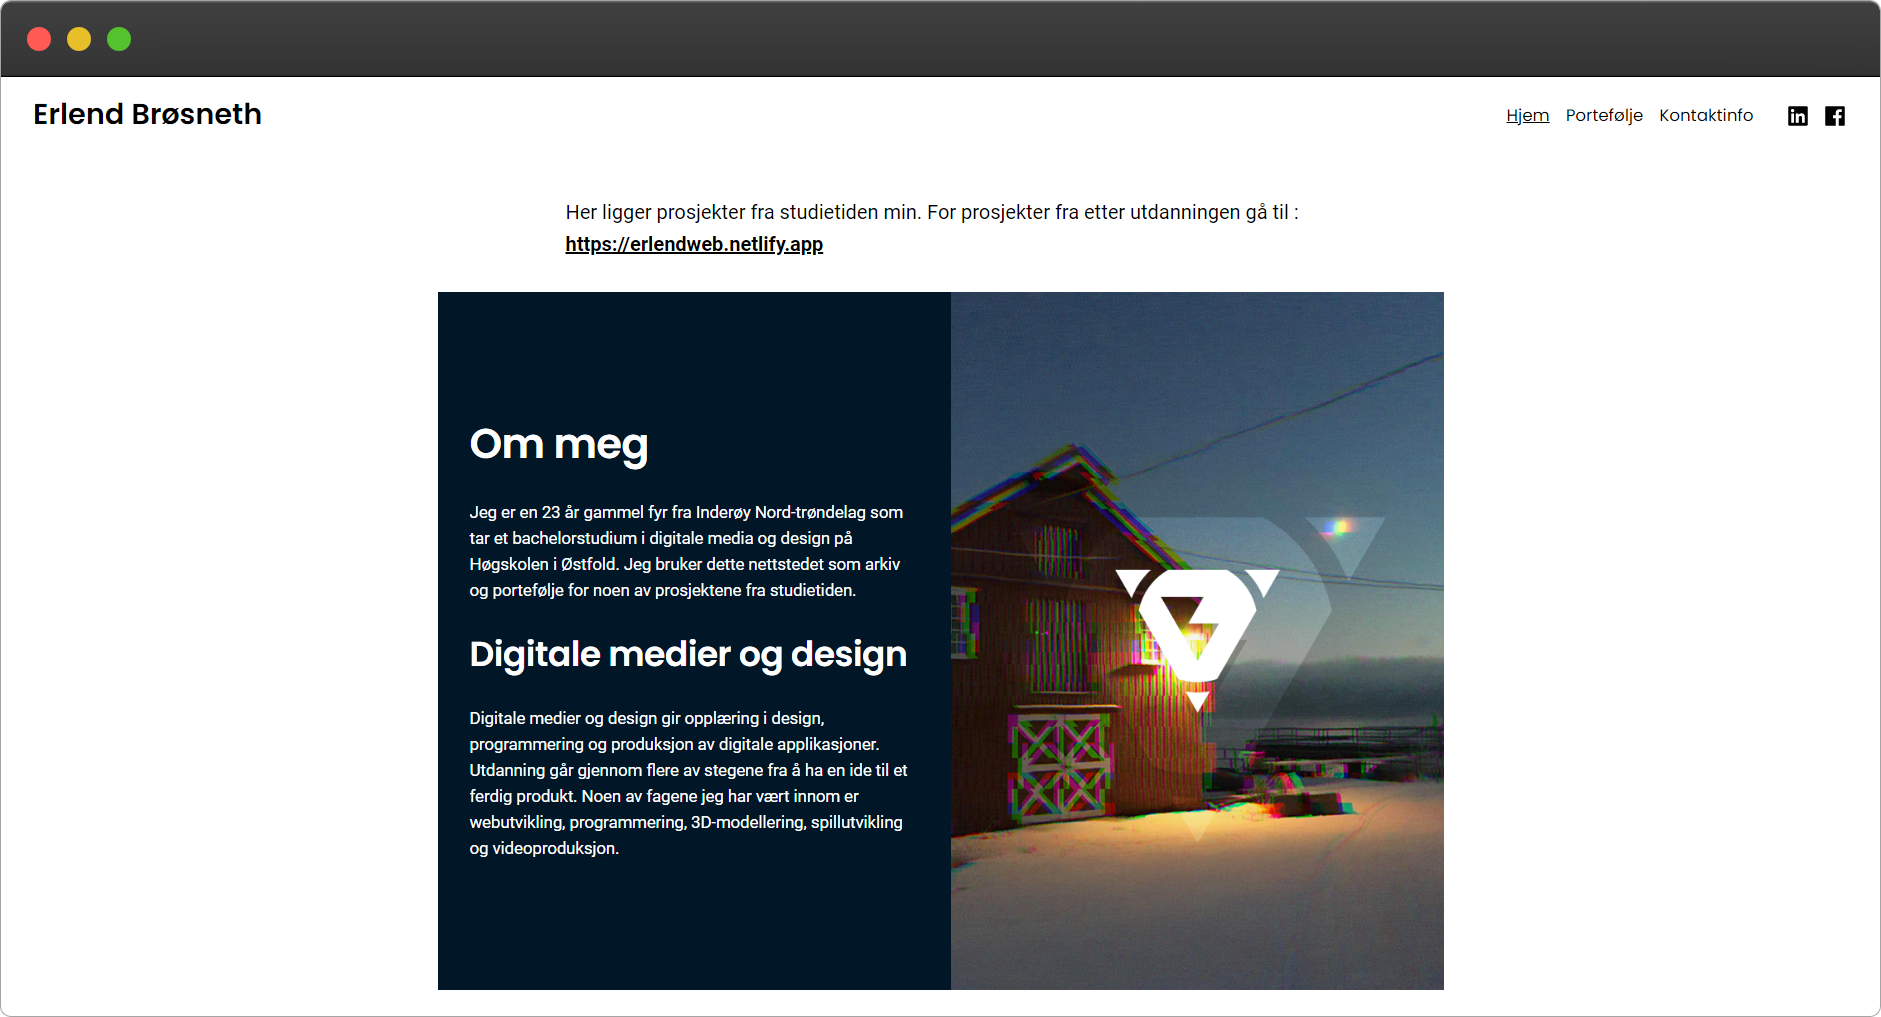 Erlend Brøsneth
Hjem Portefølje Kontaktinfo
Her ligger prosjekter fra studietiden min. For prosjekter fra etter utdanningen gå til :
https://erlendweb.netlify.app
Om meg
Jeg er en 23 år gammel fyr fra Inderøy Nord-trøndelag som
tar et bachelorstudium i digitale media og design på
Høgskolen i Østfold. Jeg bruker dette nettstedet som arkiv
og portefølje for noen av prosjektene fra studietiden.
Digitale medier og design
Digitale medier og design gir opplæring i design,
programmering og produksjon av digitale applikasjoner.
Utdanning går gjennom flere av stegene fra å ha en ide til et
ferdig produkt. Noen av fagene jeg har vært innom er
webutvikling, programmering, 3D-modellering, spillutvikling
og videoproduksjon.